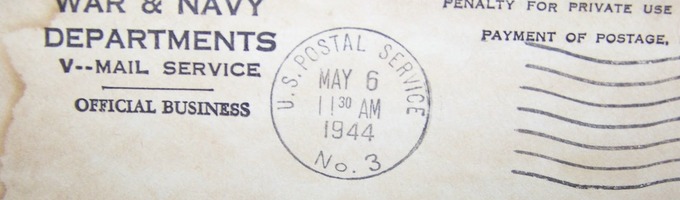 WAR & NAVY
DEPARTMENTS
V--MAIL SERVICE
OFFICIAL BUSINESS
U.S. POSTAL SERVICE
MAY 6
11 30 AM
1944
No. 3
PENALTY FOR PRIVATE USE
PAYMENT OF POSTAGE,